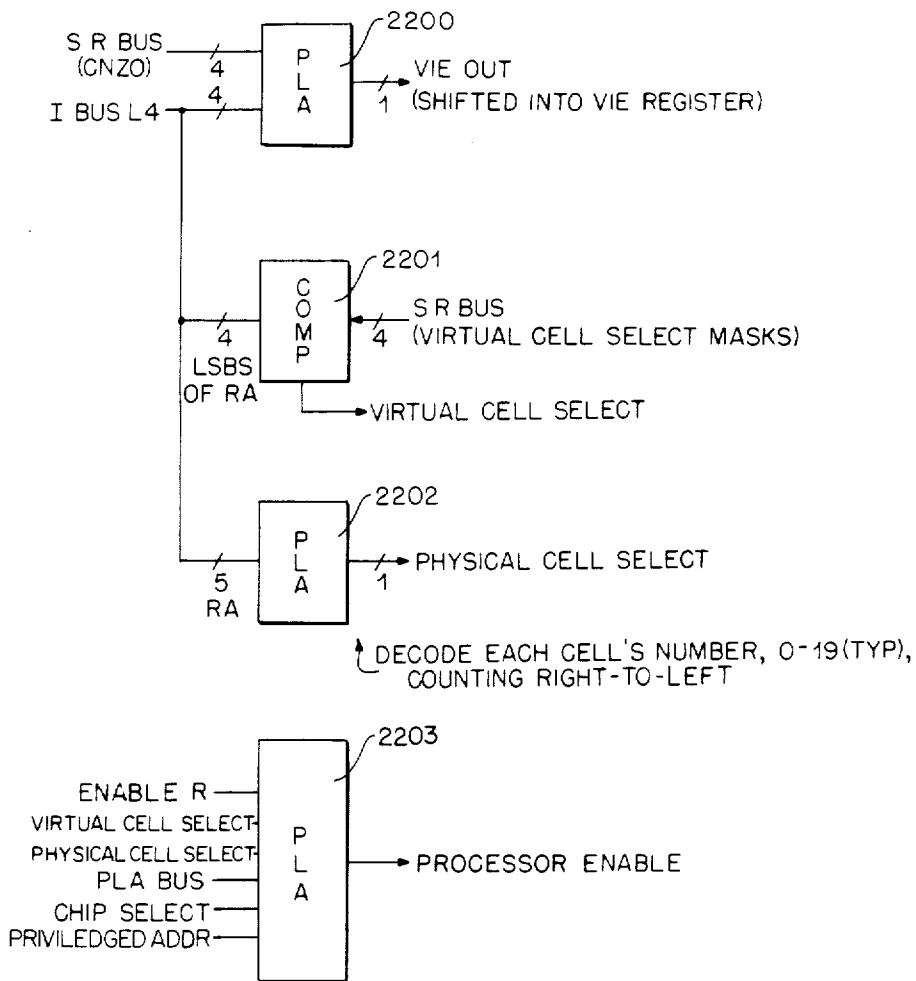 2200
S R BUS
(CNZO)
4
4
I BUS L4
PLA
1
VIE OUT
(SHIFTED INTO VIE REGISTER)
2201
COMP
4
LSBS
OF RA
4
S R BUS
(VIRTUAL CELL SELECT MASKS)
VIRTUAL CELL SELECT
2202
PLA
5
RA
1
PHYSICAL CELL SELECT
DECODE EACH CELL'S NUMBER, 0-19(TYP),
COUNTING RIGHT-TO-LEFT
2203
ENABLE R
VIRTUAL CELL SELECT
PHYSICAL CELL SELECT
PLA BUS
CHIP SELECT
PRIVILEDGED ADDR
PLA
PROCESSOR ENABLE